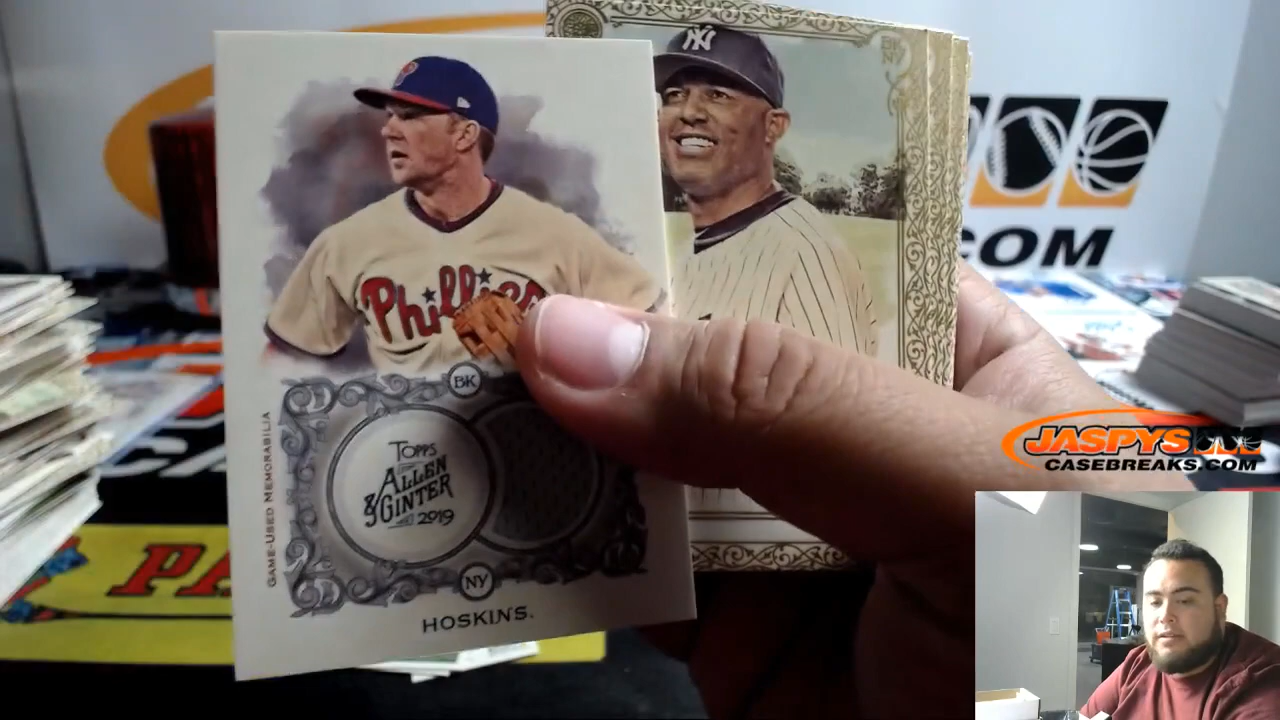 NY
BK
NY
P
Phillies
.COM
BK
TOPPS
ALLEN
& GINTER
2019
GAME-USED MEMORABILIA
NY
HOSKINS.
JASPYS
CASEBREAKS.COM
PA
CA